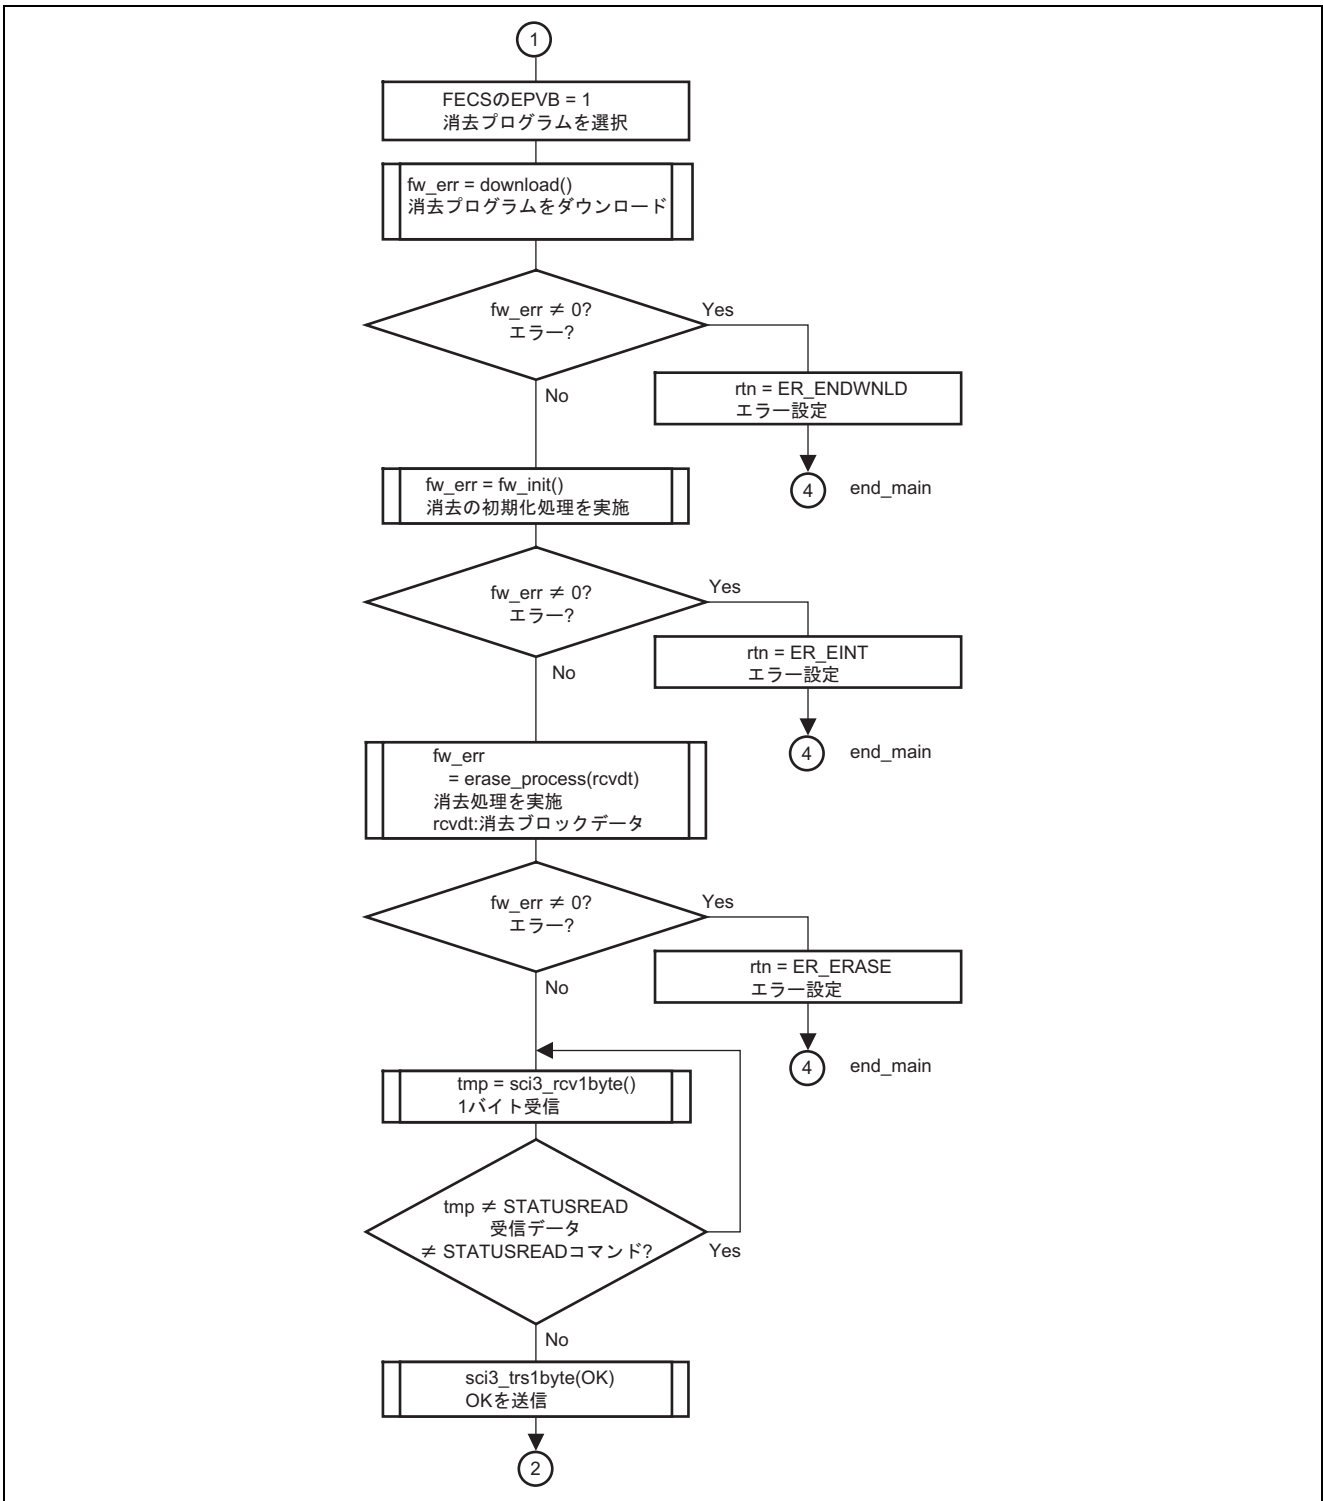 1
FECSのEPVB = 1
消去プログラムを選択
fw_err = download()
消去プログラムをダウンロード
fw_err ≠ 0?
エラー?
Yes
No
rtn = ER_ENDWNLD
エラー設定
4
end_main
fw_err = fw_init()
消去の初期化処理を実施
fw_err ≠ 0?
エラー?
Yes
No
rtn = ER_EINT
エラー設定
4
end_main
fw_err
= erase_process(rcvdt)
消去処理を実施
rcvdt:消去ブロックデータ
fw_err ≠ 0?
エラー?
Yes
No
rtn = ER_ERASE
エラー設定
4
end_main
tmp = sci3_rcv1byte()
1バイト受信
tmp ≠ STATUSREAD
受信データ
≠ STATUSREADコマンド?
Yes
No
sci3_trs1byte(OK)
OKを送信
2